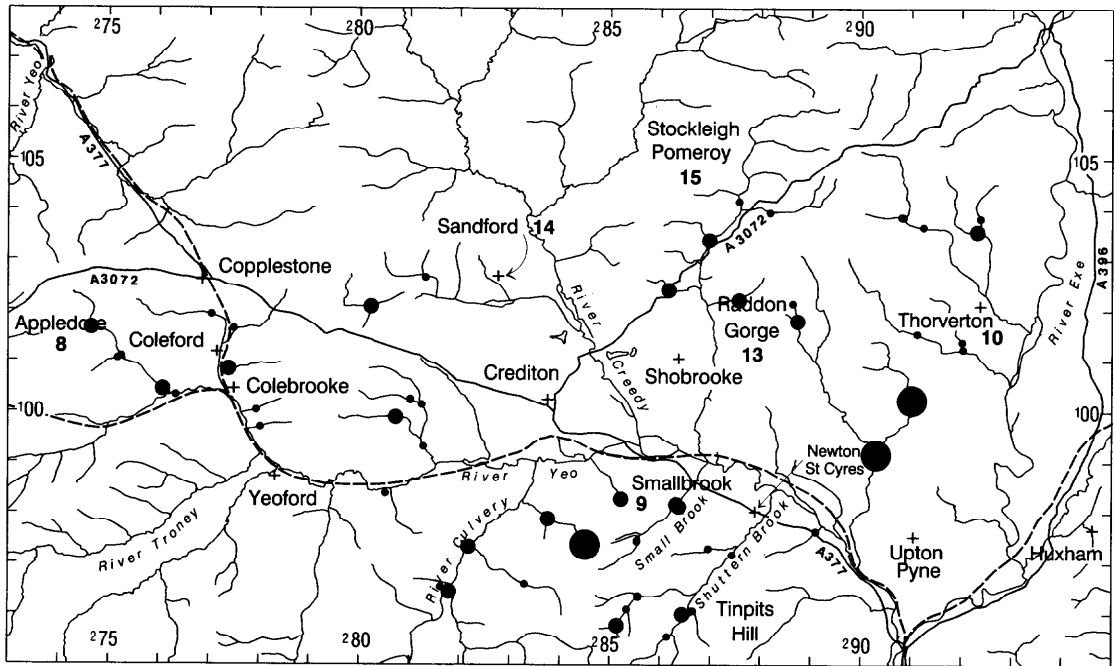 275
280
285
290
River Yeo
A377
105
Stockleigh
Pomeroy
15
105
Sandford 14
A3072
Copplestone
A3072
River Exe
A396
Appledore
8
Coleford
River
Creedy
Raddon
Gorge
13
Thorverton
10
Shobrooke
Crediton
Colebrooke
100
100
Newton
St Cyres
River Yeo
Smallbrook
9
Yeoford
River Troney
River Culvery
Small Brook
Shuttern Brook
A377
Upton
Pyne
Huxham
Tinpits
Hill
275
280
285
290